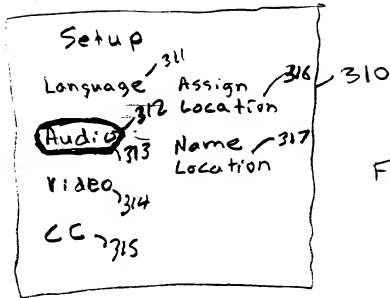 Setup
Language 311
Assign Location 316
310
Audio 312
313
Name Location 317
Video 314
CC 315
F